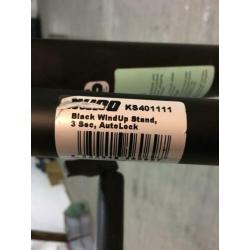 KS401111
Black WindUp Stand,
3 Sec, AutoLock